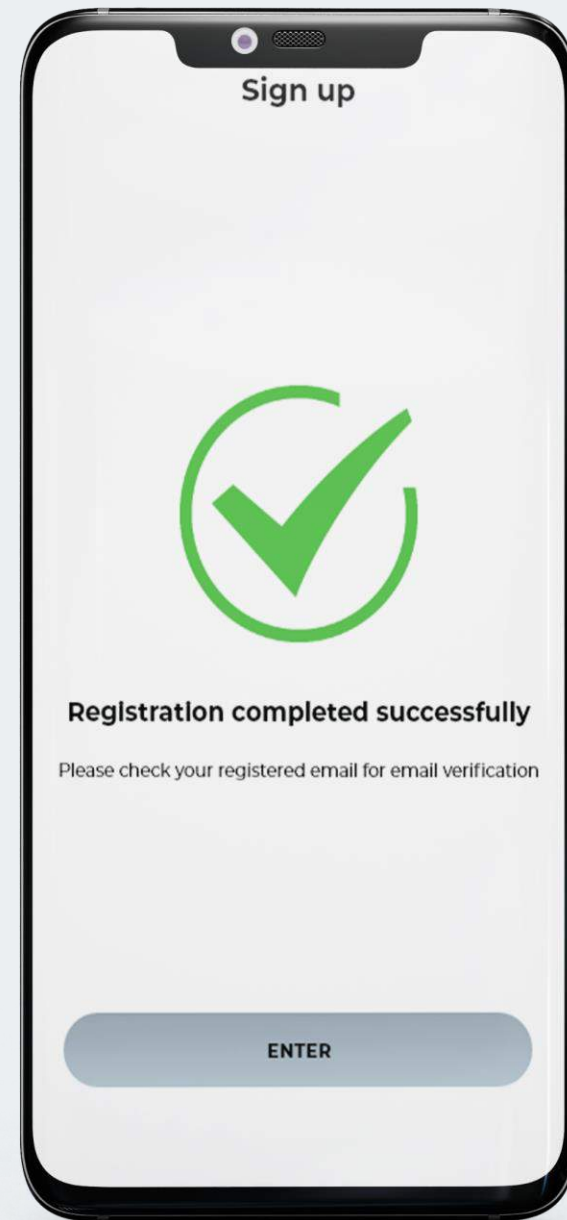 Sign up
Registration completed successfully
Please check your registered email for email verification
ENTER